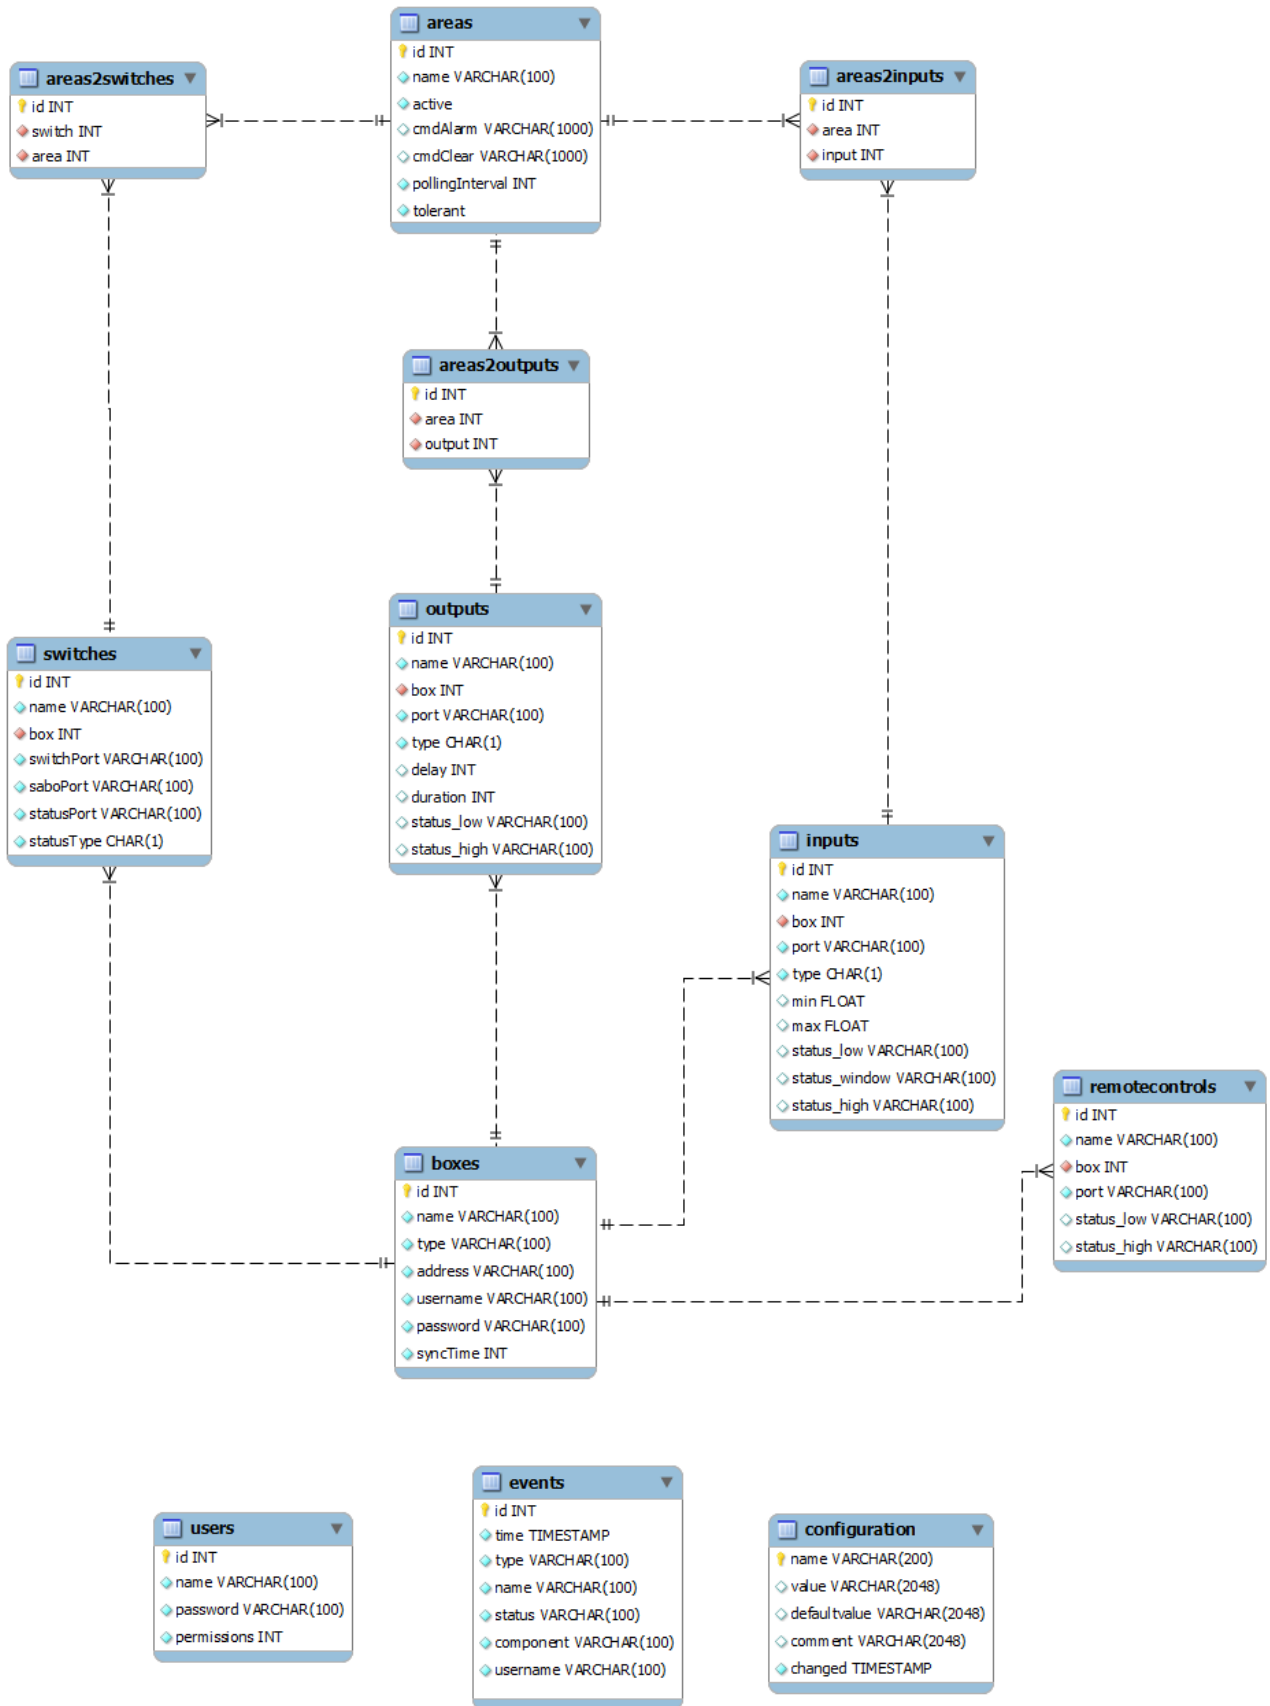 areas
id INT
name VARCHAR(100)
active
cmdAlarm VARCHAR(1000)
cmdClear VARCHAR(1000)
pollingInterval INT
tolerant
areas2switches
id INT
switch INT
area INT
areas2inputs
id INT
area INT
input INT
areas2outputs
id INT
area INT
output INT
switches
id INT
name VARCHAR(100)
box INT
switchPort VARCHAR(100)
saboPort VARCHAR(100)
statusPort VARCHAR(100)
statusType CHAR(1)
outputs
id INT
name VARCHAR(100)
box INT
port VARCHAR(100)
type CHAR(1)
delay INT
duration INT
status_low VARCHAR(100)
status_high VARCHAR(100)
inputs
id INT
name VARCHAR(100)
box INT
port VARCHAR(100)
type CHAR(1)
min FLOAT
max FLOAT
status_low VARCHAR(100)
status_window VARCHAR(100)
status_high VARCHAR(100)
remotecontrols
id INT
name VARCHAR(100)
box INT
port VARCHAR(100)
status_low VARCHAR(100)
status_high VARCHAR(100)
boxes
id INT
name VARCHAR(100)
type VARCHAR(100)
address VARCHAR(100)
username VARCHAR(100)
password VARCHAR(100)
syncTime INT
users
id INT
name VARCHAR(100)
password VARCHAR(100)
permissions INT
events
id INT
time TIMESTAMP
type VARCHAR(100)
name VARCHAR(100)
status VARCHAR(100)
component VARCHAR(100)
username VARCHAR(100)
configuration
name VARCHAR(200)
value VARCHAR(2048)
defaultvalue VARCHAR(2048)
comment VARCHAR(2048)
changed TIMESTAMP